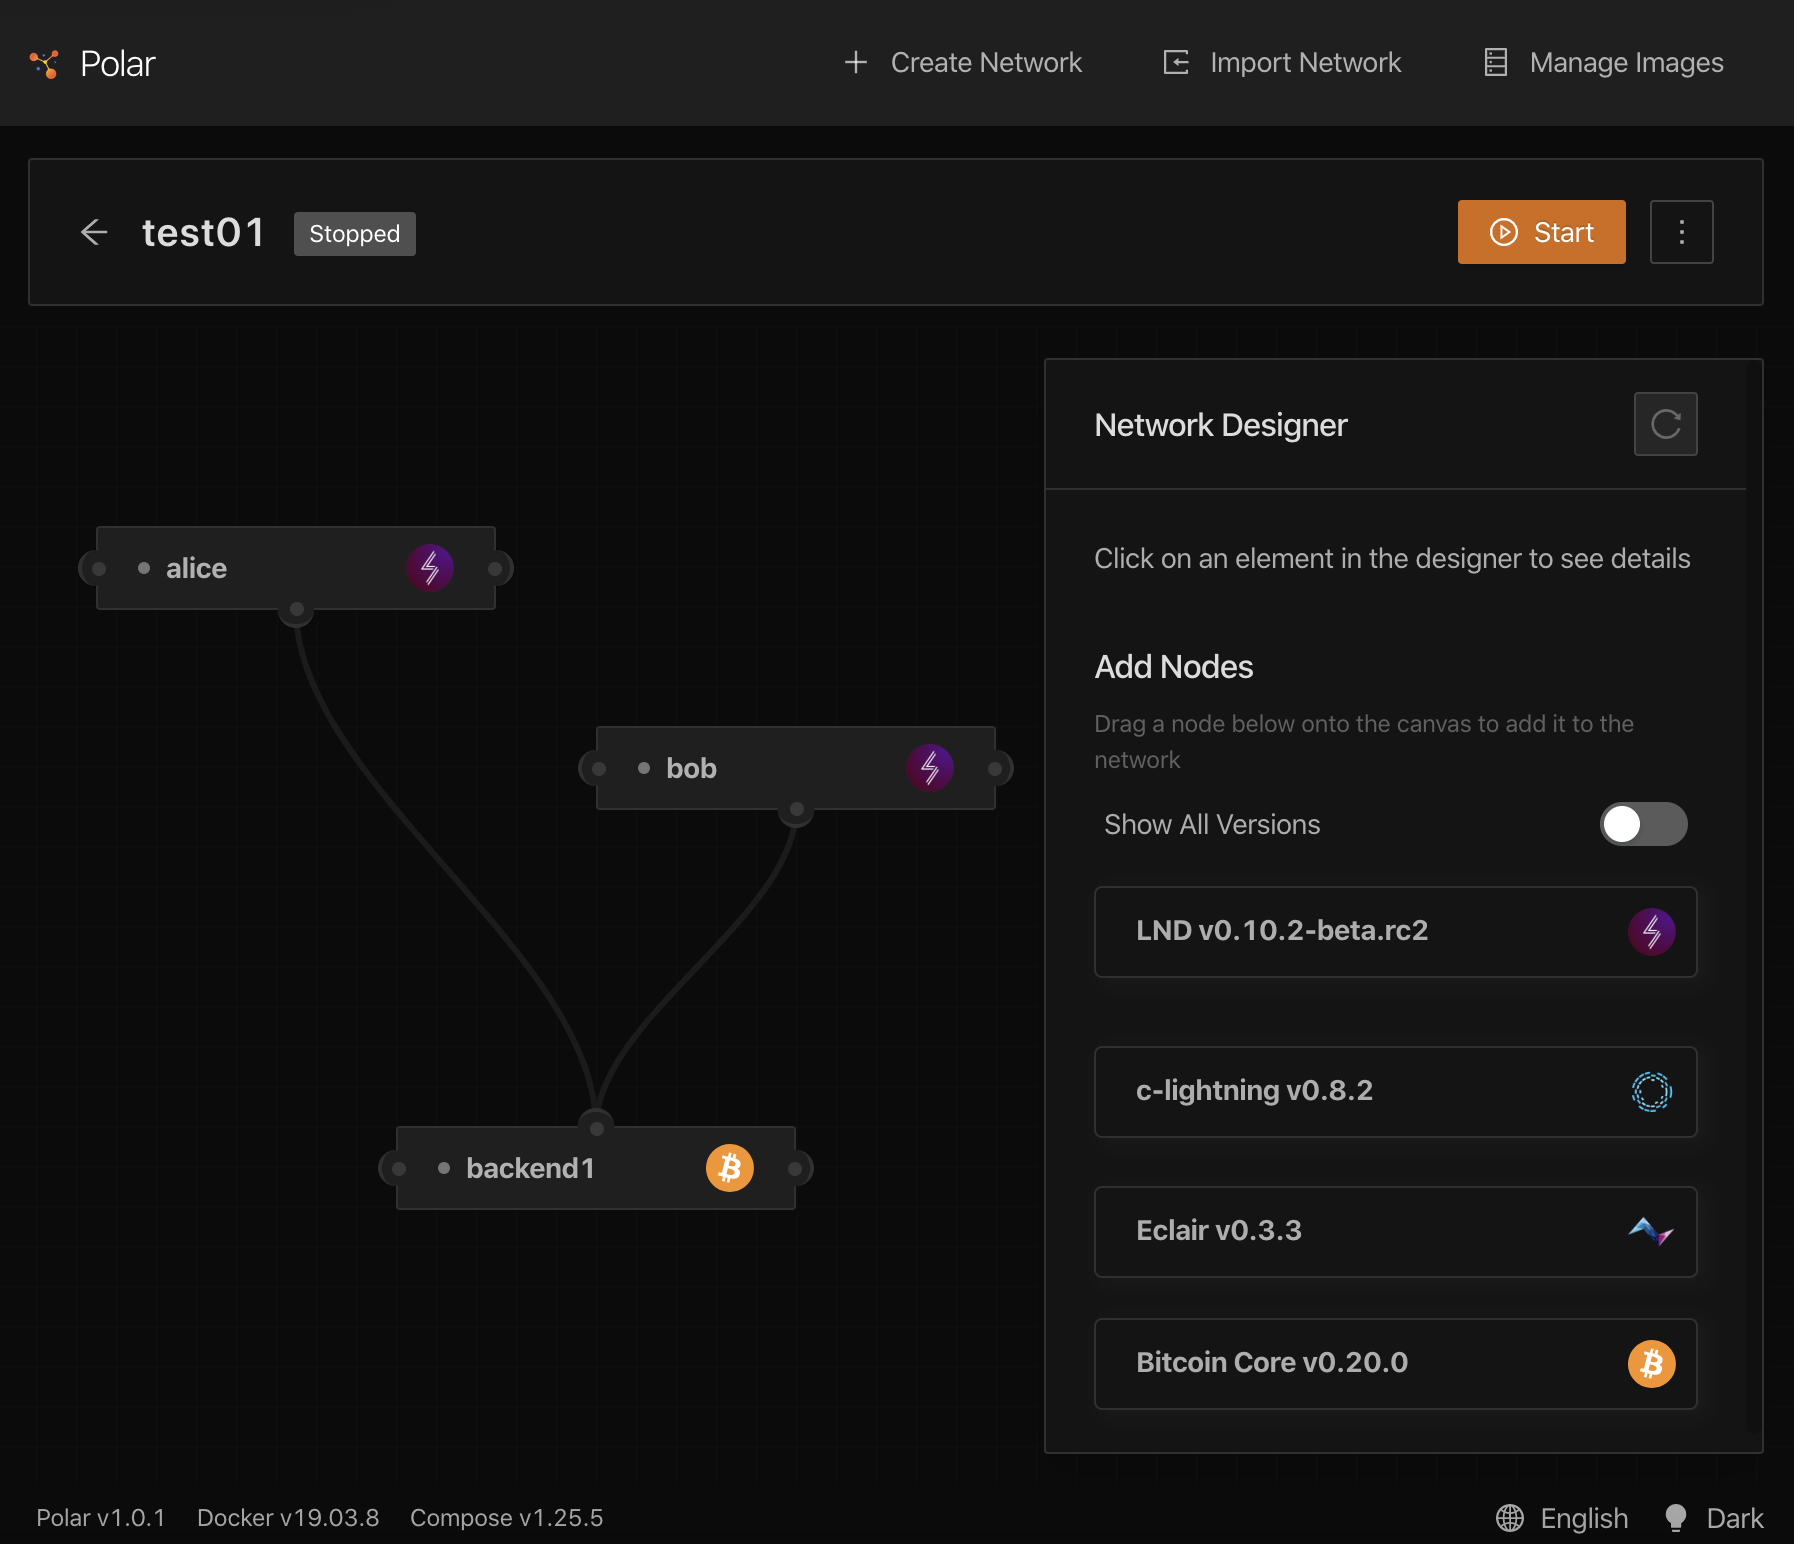 Polar
Create Network
Import Network
Manage Images
test01
Stopped
Start
Network Designer
Click on an element in the designer to see details
Add Nodes
Drag a node below onto the canvas to add it to the
network
Show All Versions
LND v0.10.2-beta.rc2
c-lightning v0.8.2
Eclair v0.3.3
Bitcoin Core v0.20.0
alice
bob
backend1
Polar v1.0.1
Docker v19.03.8
Compose v1.25.5
English
Dark